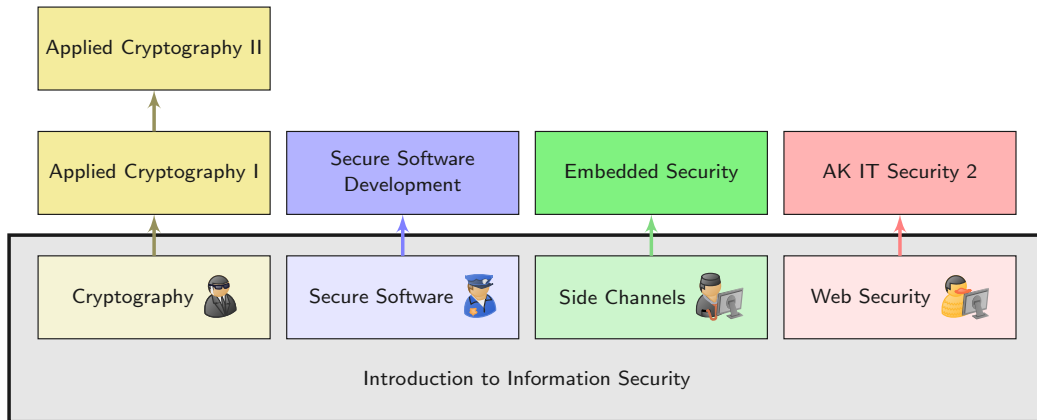 Applied Cryptography II
Applied Cryptography I
Secure Software
Development
Embedded Security
AK IT Security 2
Cryptography
Secure Software
Side Channels
Web Security
Introduction to Information Security